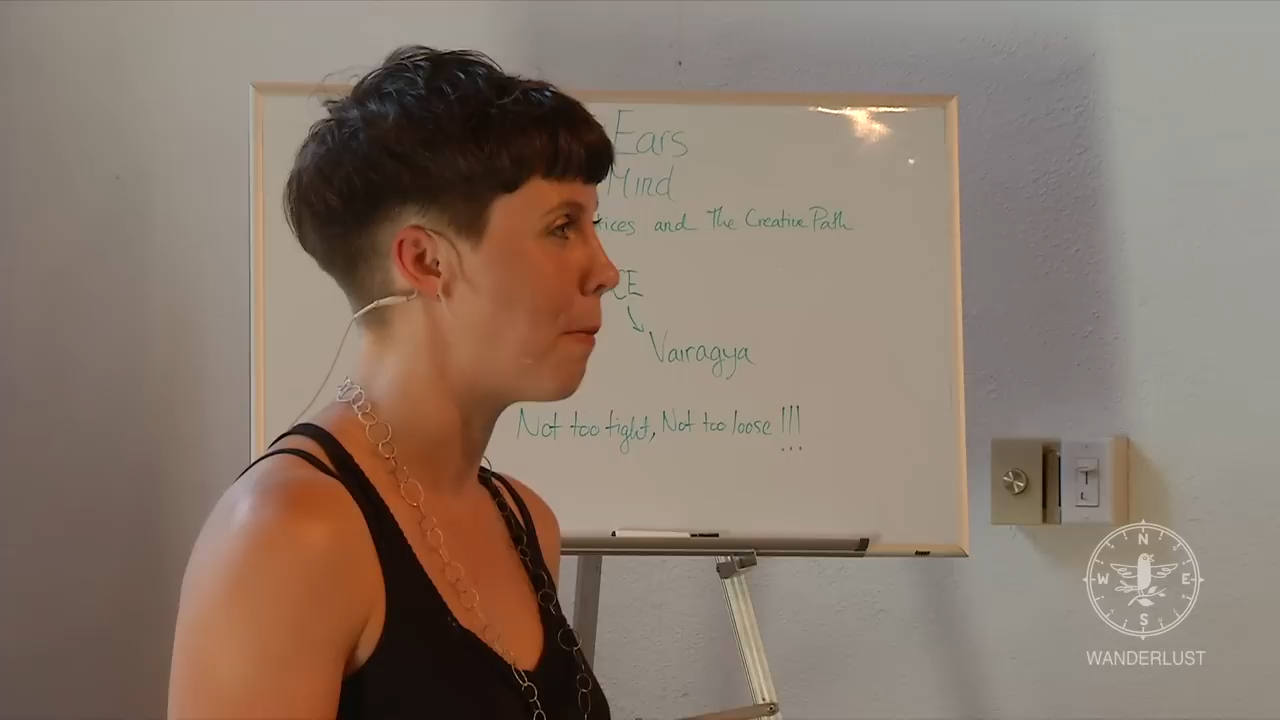 Ears
Mind
and The Creative Path
Vairagya
Not too tight, Not too loose!!!
N
W E
S
WANDERLUST